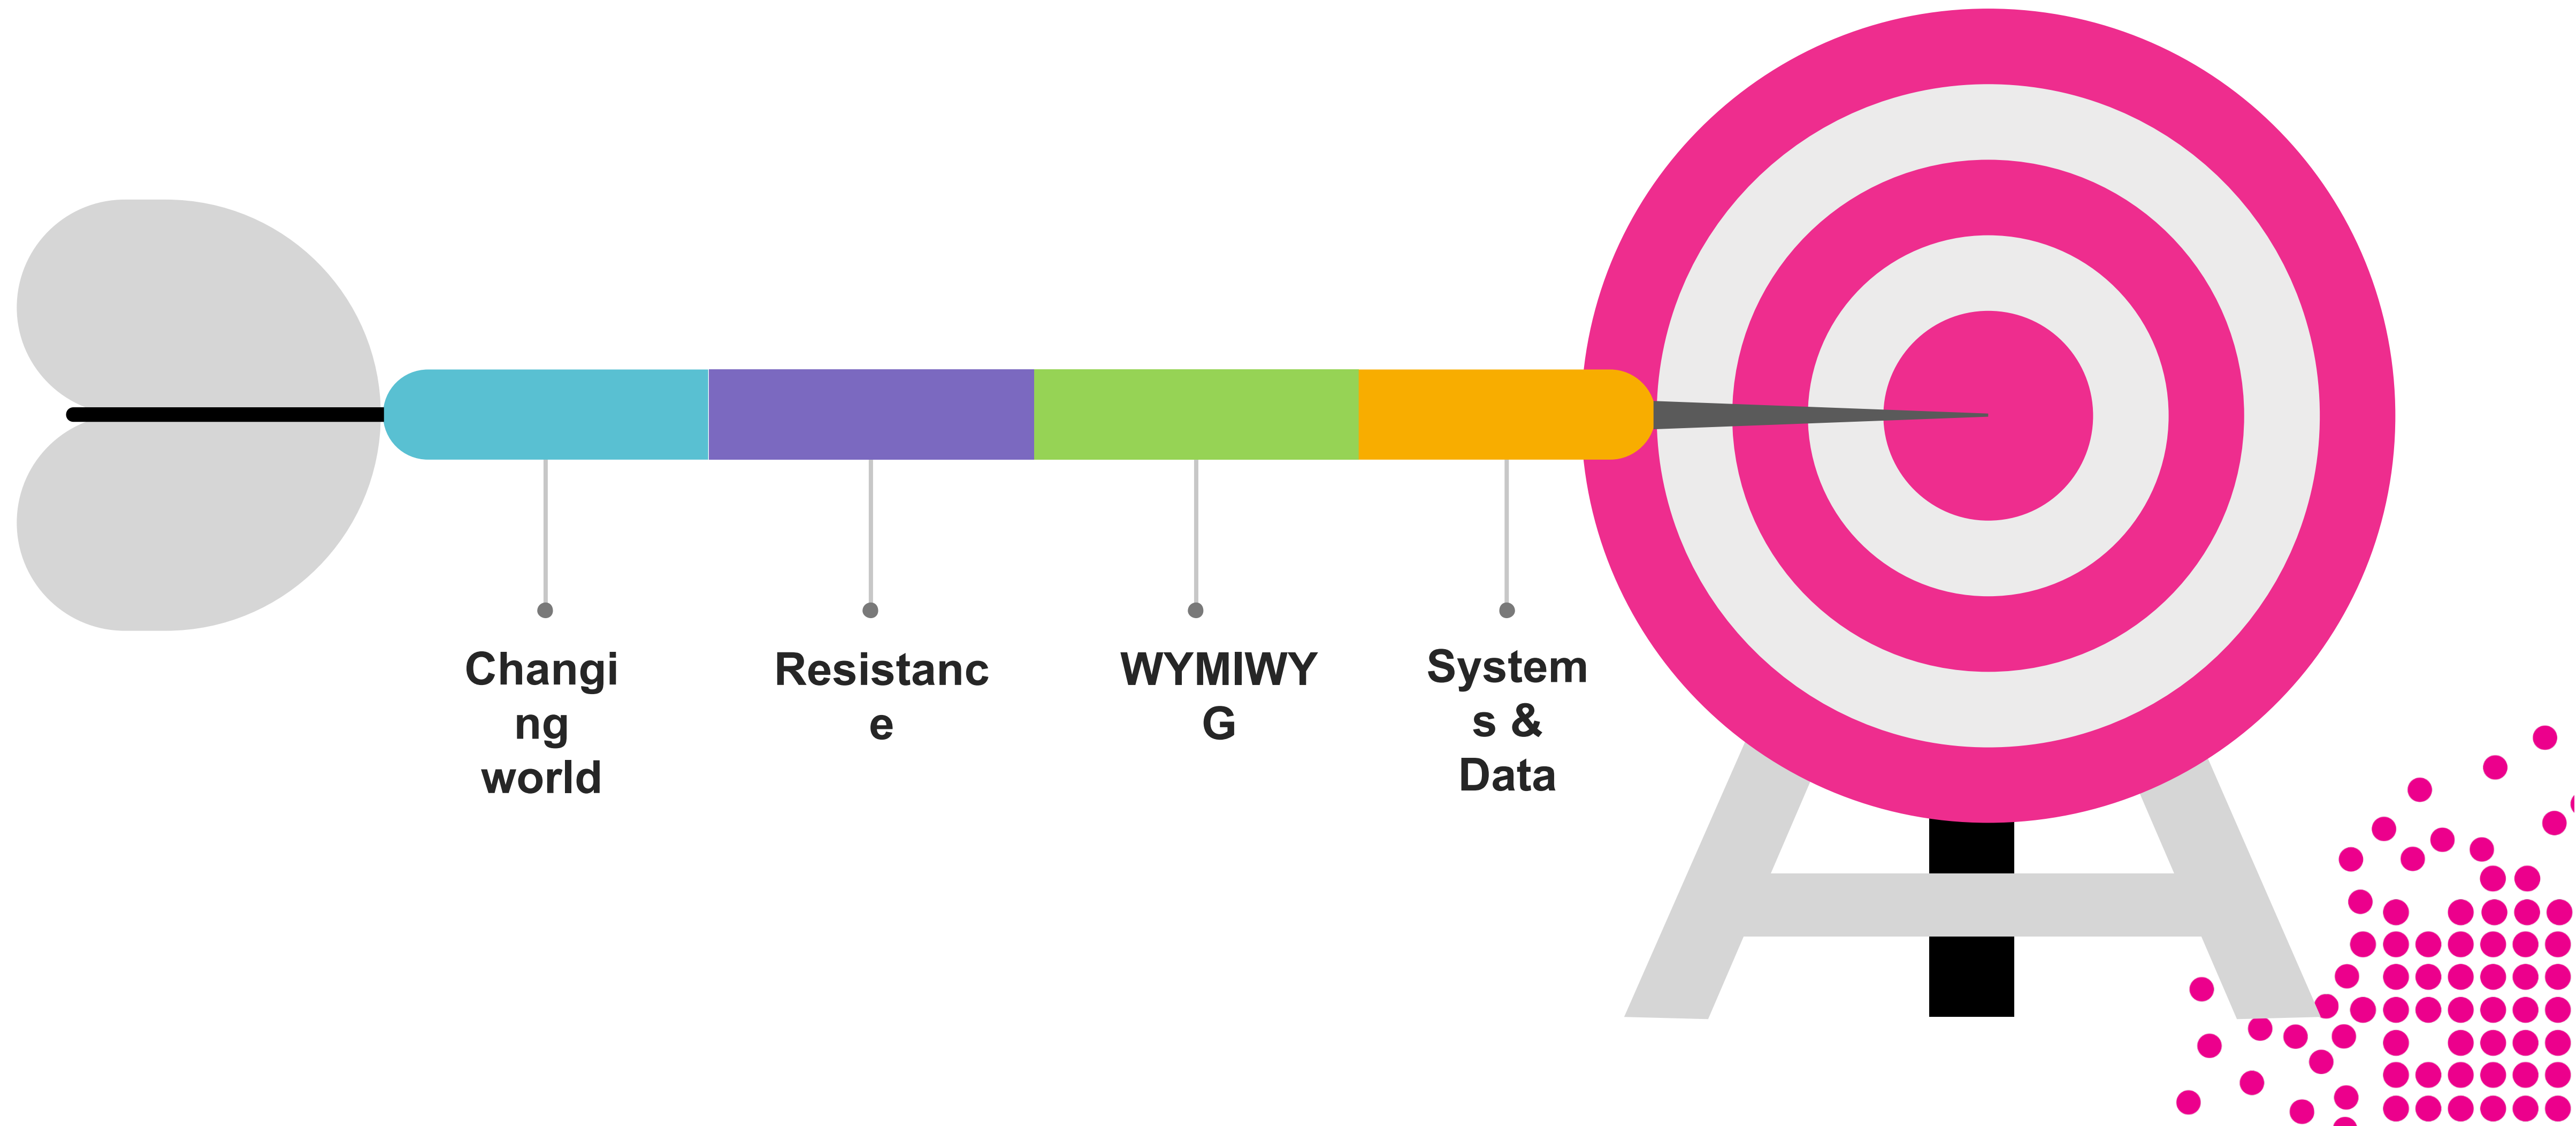 Changi
ng
world
Resistanc
e
WYMIWY
G
System
s &
Data